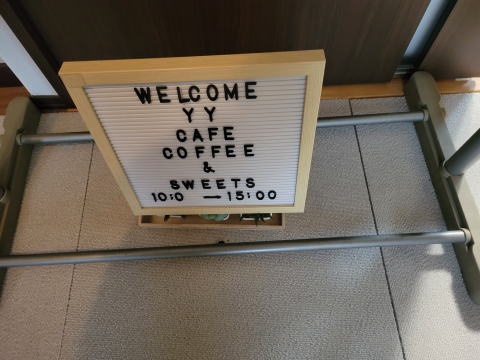 WELCOME
YY
CAFE
COFFEE
&
SWEETS
10:0 → 15:00